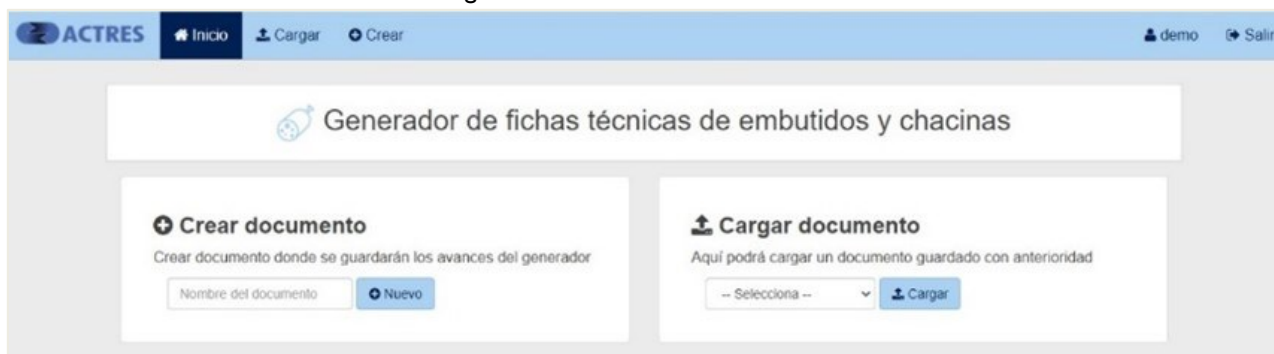 ACTRES Inicio Cargar Crear demo Salir
Generador de fichas técnicas de embutidos y chacinas
Crear documento
Crear documento donde se guardarán los avances del generador
Nombre del documento Nuevo
Cargar documento
Aquí podrá cargar un documento guardado con anterioridad
-- Selecciona -- Cargar